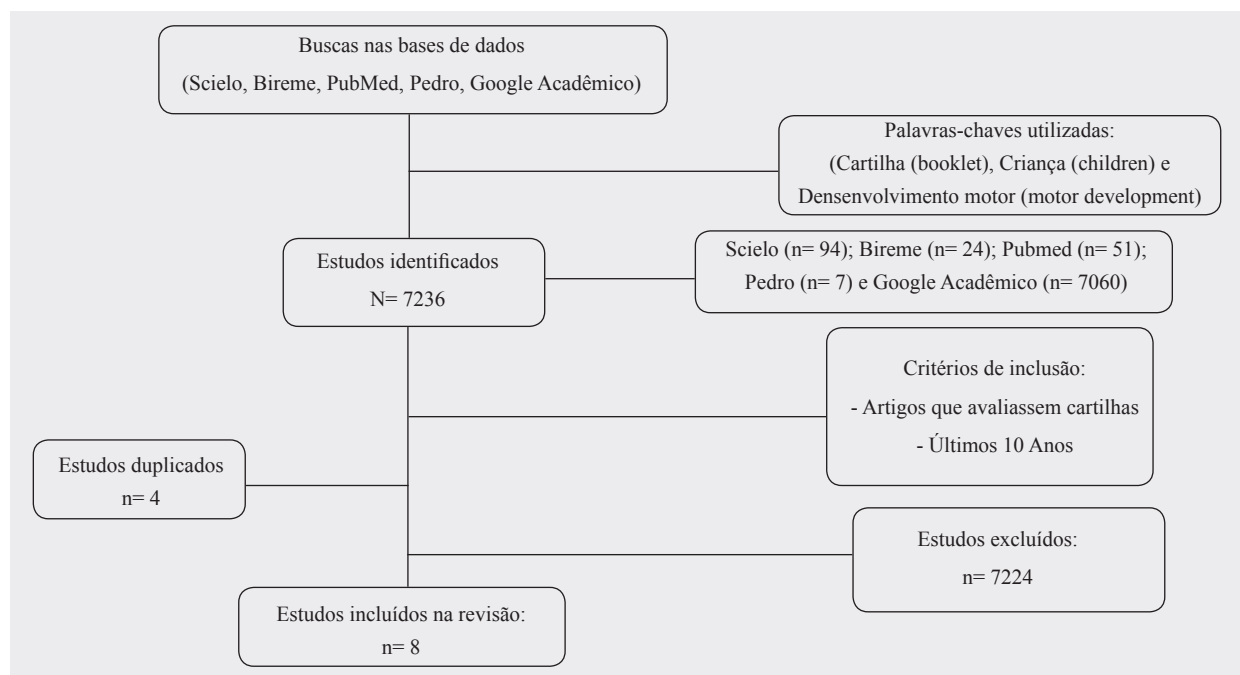 Buscas nas bases de dados
(Scielo, Bireme, PubMed, Pedro, Google Acadêmico)
Palavras-chaves utilizadas:
(Cartilha (booklet), Criança (children) e
Densenvolvimento motor (motor development)
Estudos identificados
N= 7236
Scielo (n= 94); Bireme (n= 24); Pubmed (n= 51);
Pedro (n= 7) e Google Acadêmico (n= 7060)
Critérios de inclusão:
- Artigos que avaliassem cartilhas
- Últimos 10 Anos
Estudos duplicados
n= 4
Estudos excluídos:
n= 7224
Estudos incluídos na revisão:
n= 8